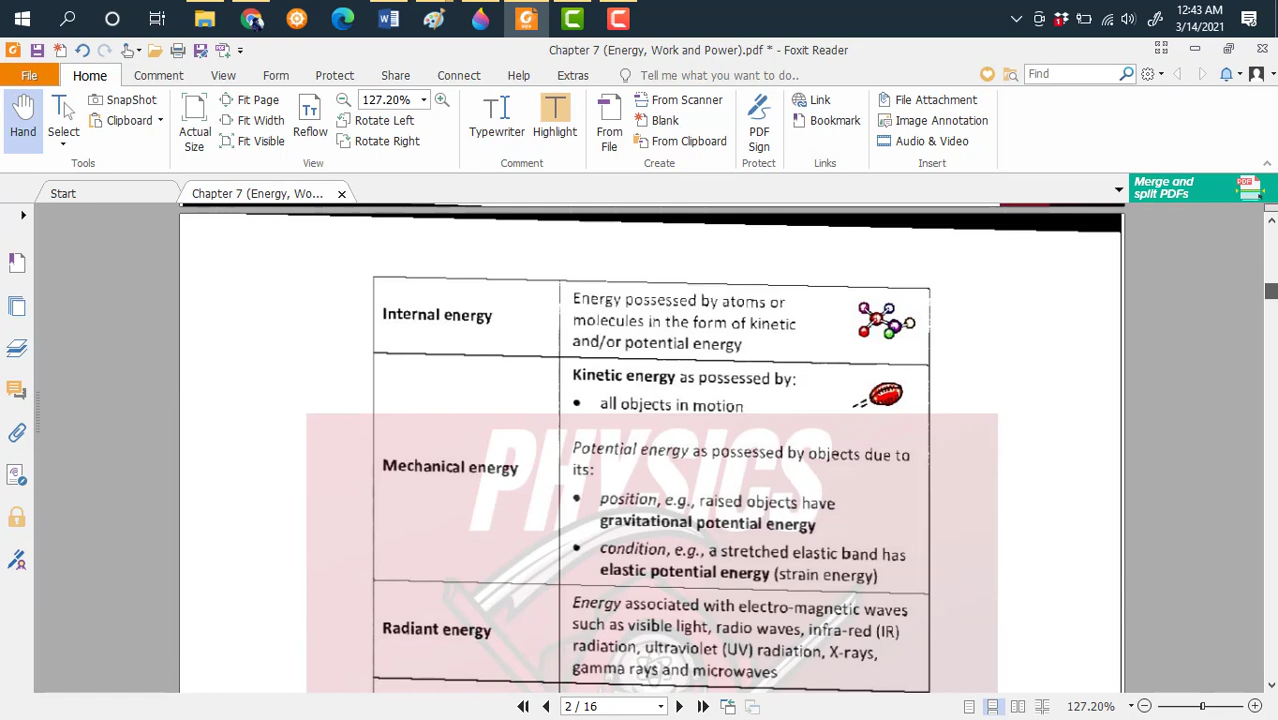 12:43 AM
3/14/2021
Chapter 7 (Energy, Work and Power).pdf * - Foxit Reader
File
Home
Comment
View
Form
Protect
Share
Connect
Help
Extras
Tell me what you want to do..
Find
Hand
Select
SnapShot
Clipboard
Actual Size
Fit Page
Fit Width
Fit Visible
Reflow
127.20%
Rotate Left
Rotate Right
Typewriter
Highlight
From File
From Scanner
Blank
From Clipboard
PDF Sign
Link
Bookmark
File Attachment
Image Annotation
Audio & Video
Tools
View
Comment
Create
Protect
Links
Insert
Start
Chapter 7 (Energy, Wo...
Merge and
split PDFs
Internal energy
Energy possessed by atoms or
molecules in the form of kinetic
and/or potential energy
Mechanical energy
Kinetic energy as possessed by:
• all objects in motion
Potential energy as possessed by objects due to
its:
• position, e.g., raised objects have
gravitational potential energy
• condition, e.g., a stretched elastic band has
elastic potential energy (strain energy)
PHYSICS
Radiant energy
Energy associated with electro-magnetic waves
such as visible light, radio waves, infra-red (IR)
radiation, ultraviolet (UV) radiation, X-rays,
gamma rays and microwaves
2 / 16
127.20%